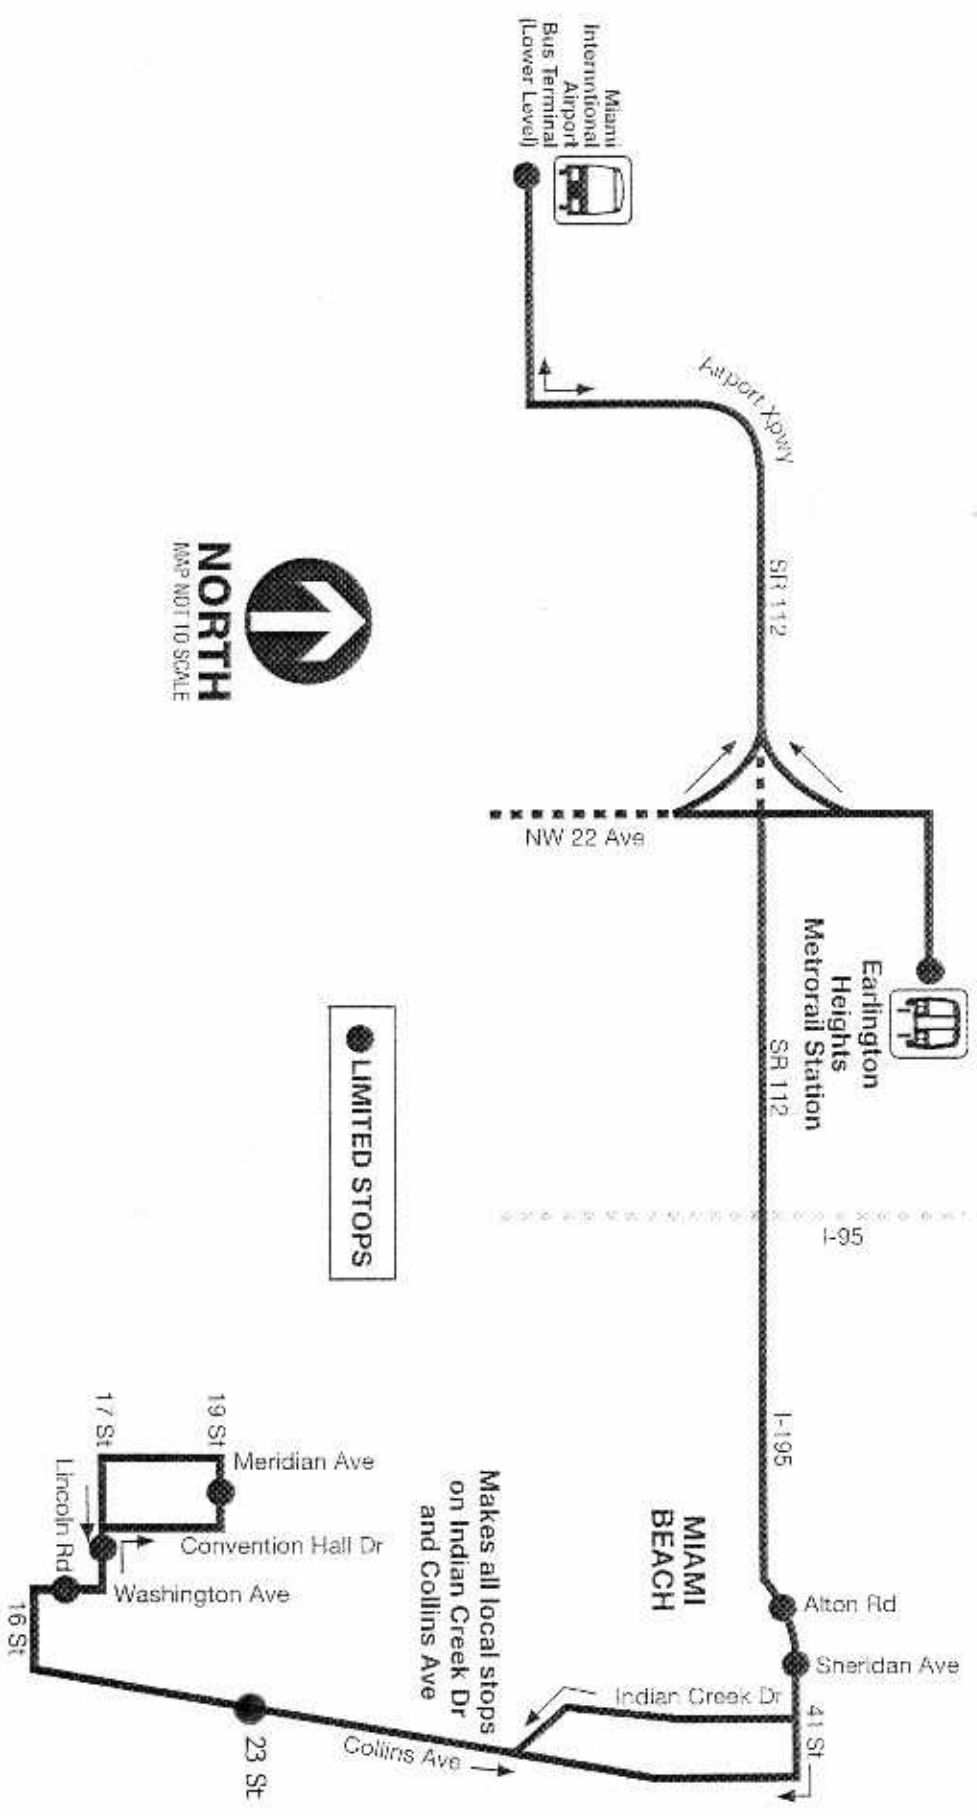 Miami
Interntional
Airport
Bus Terminal
(Lower Level)
Airport Xpwy
SR 112
NW 22 Ave
Earlington
Heights
Metrorail Station
SR 112
I-95
I-195
MIAMI
BEACH
Alton Rd
Sheridan Ave
41 St
Indian Creek Dr
Makes all local stops
on Indian Creek Dr
and Collins Ave
Collins Ave
23 St
19 St
Meridian Ave
17 St
Convention Hall Dr
Lincoln Rd
Washington Ave
16 St
NORTH
MAP NOT TO SCALE
LIMITED STOPS